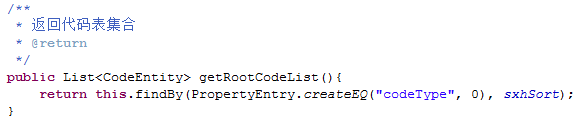 /**
 * 返回代码表集合
 * @return
 */
public List<CodeEntity> getRootCodeList(){
    return this.findBy(PropertyEntry.createEQ("codeType", 0), sxhSort);
}